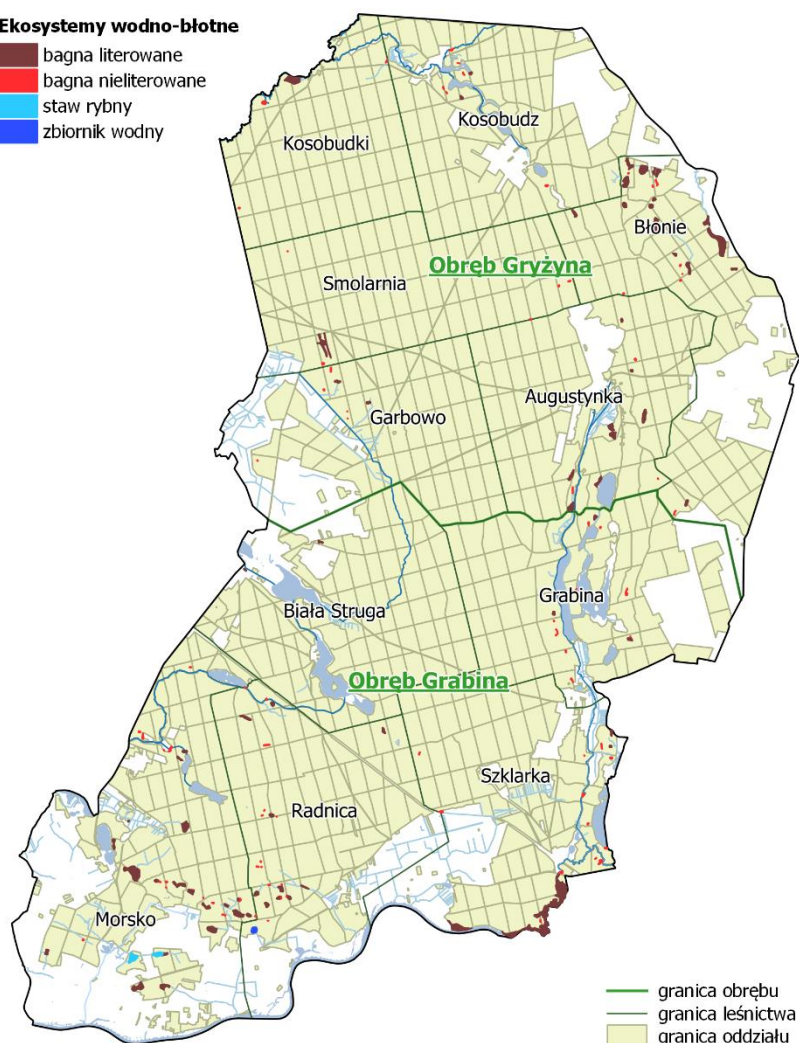 Ekosystemy wodno-błotne
bagna literowane
bagna nieliterowane
staw rybny
zbiornik wodny
Kosobudz
Kosobudki
Błonie
Obręb Gryżyna
Smolarnia
Augustynka
Garbowo
Grabina
Biała Struga
Obręb Grabina
Szklarka
Radnica
Morsko
granica obrębu
granica leśnictwa
granica oddziału